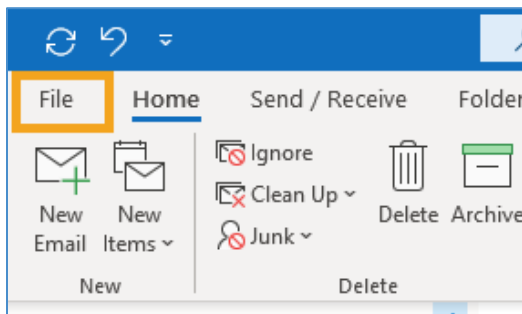 File Home Send / Receive Folder
Ignore
Clean Up
Junk
New Email
New Items
Delete
Archive
New
Delete